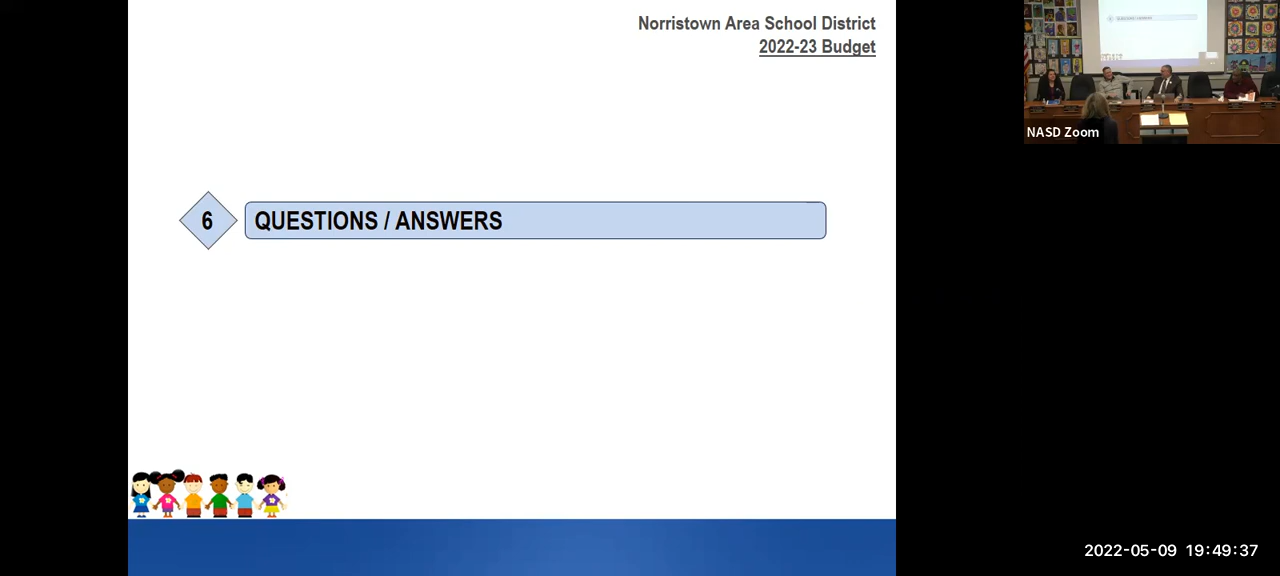 Norristown Area School District
2022-23 Budget
6
QUESTIONS / ANSWERS
NASD Zoom
2022-05-09 19:49:37